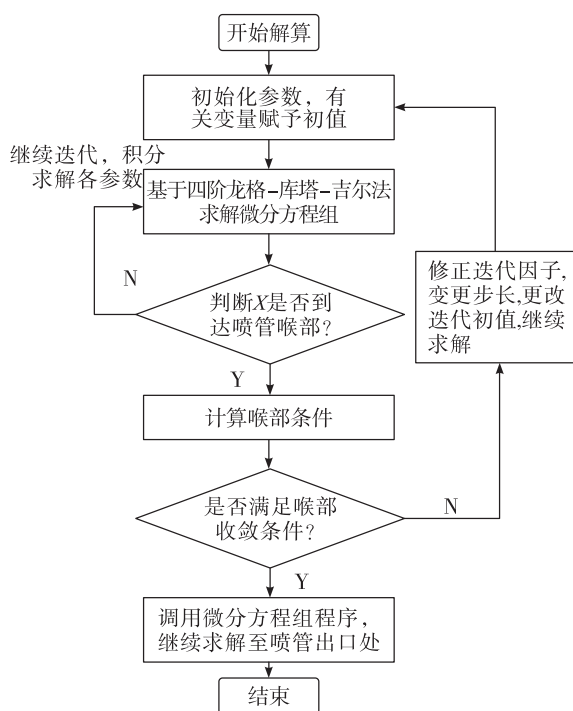 开始解算
初始化参数，有
关变量赋予初值
继续迭代，积分
求解各参数
基于四阶龙格-库塔-吉尔法
求解微分方程组
N
判断X是否到
达喷管喉部？
修正迭代因子，
变更步长，更改
迭代初值，继续
求解
Y
计算喉部条件
是否满足喉部
收敛条件？
N
Y
调用微分方程组程序，
继续求解至喷管出口处
结束